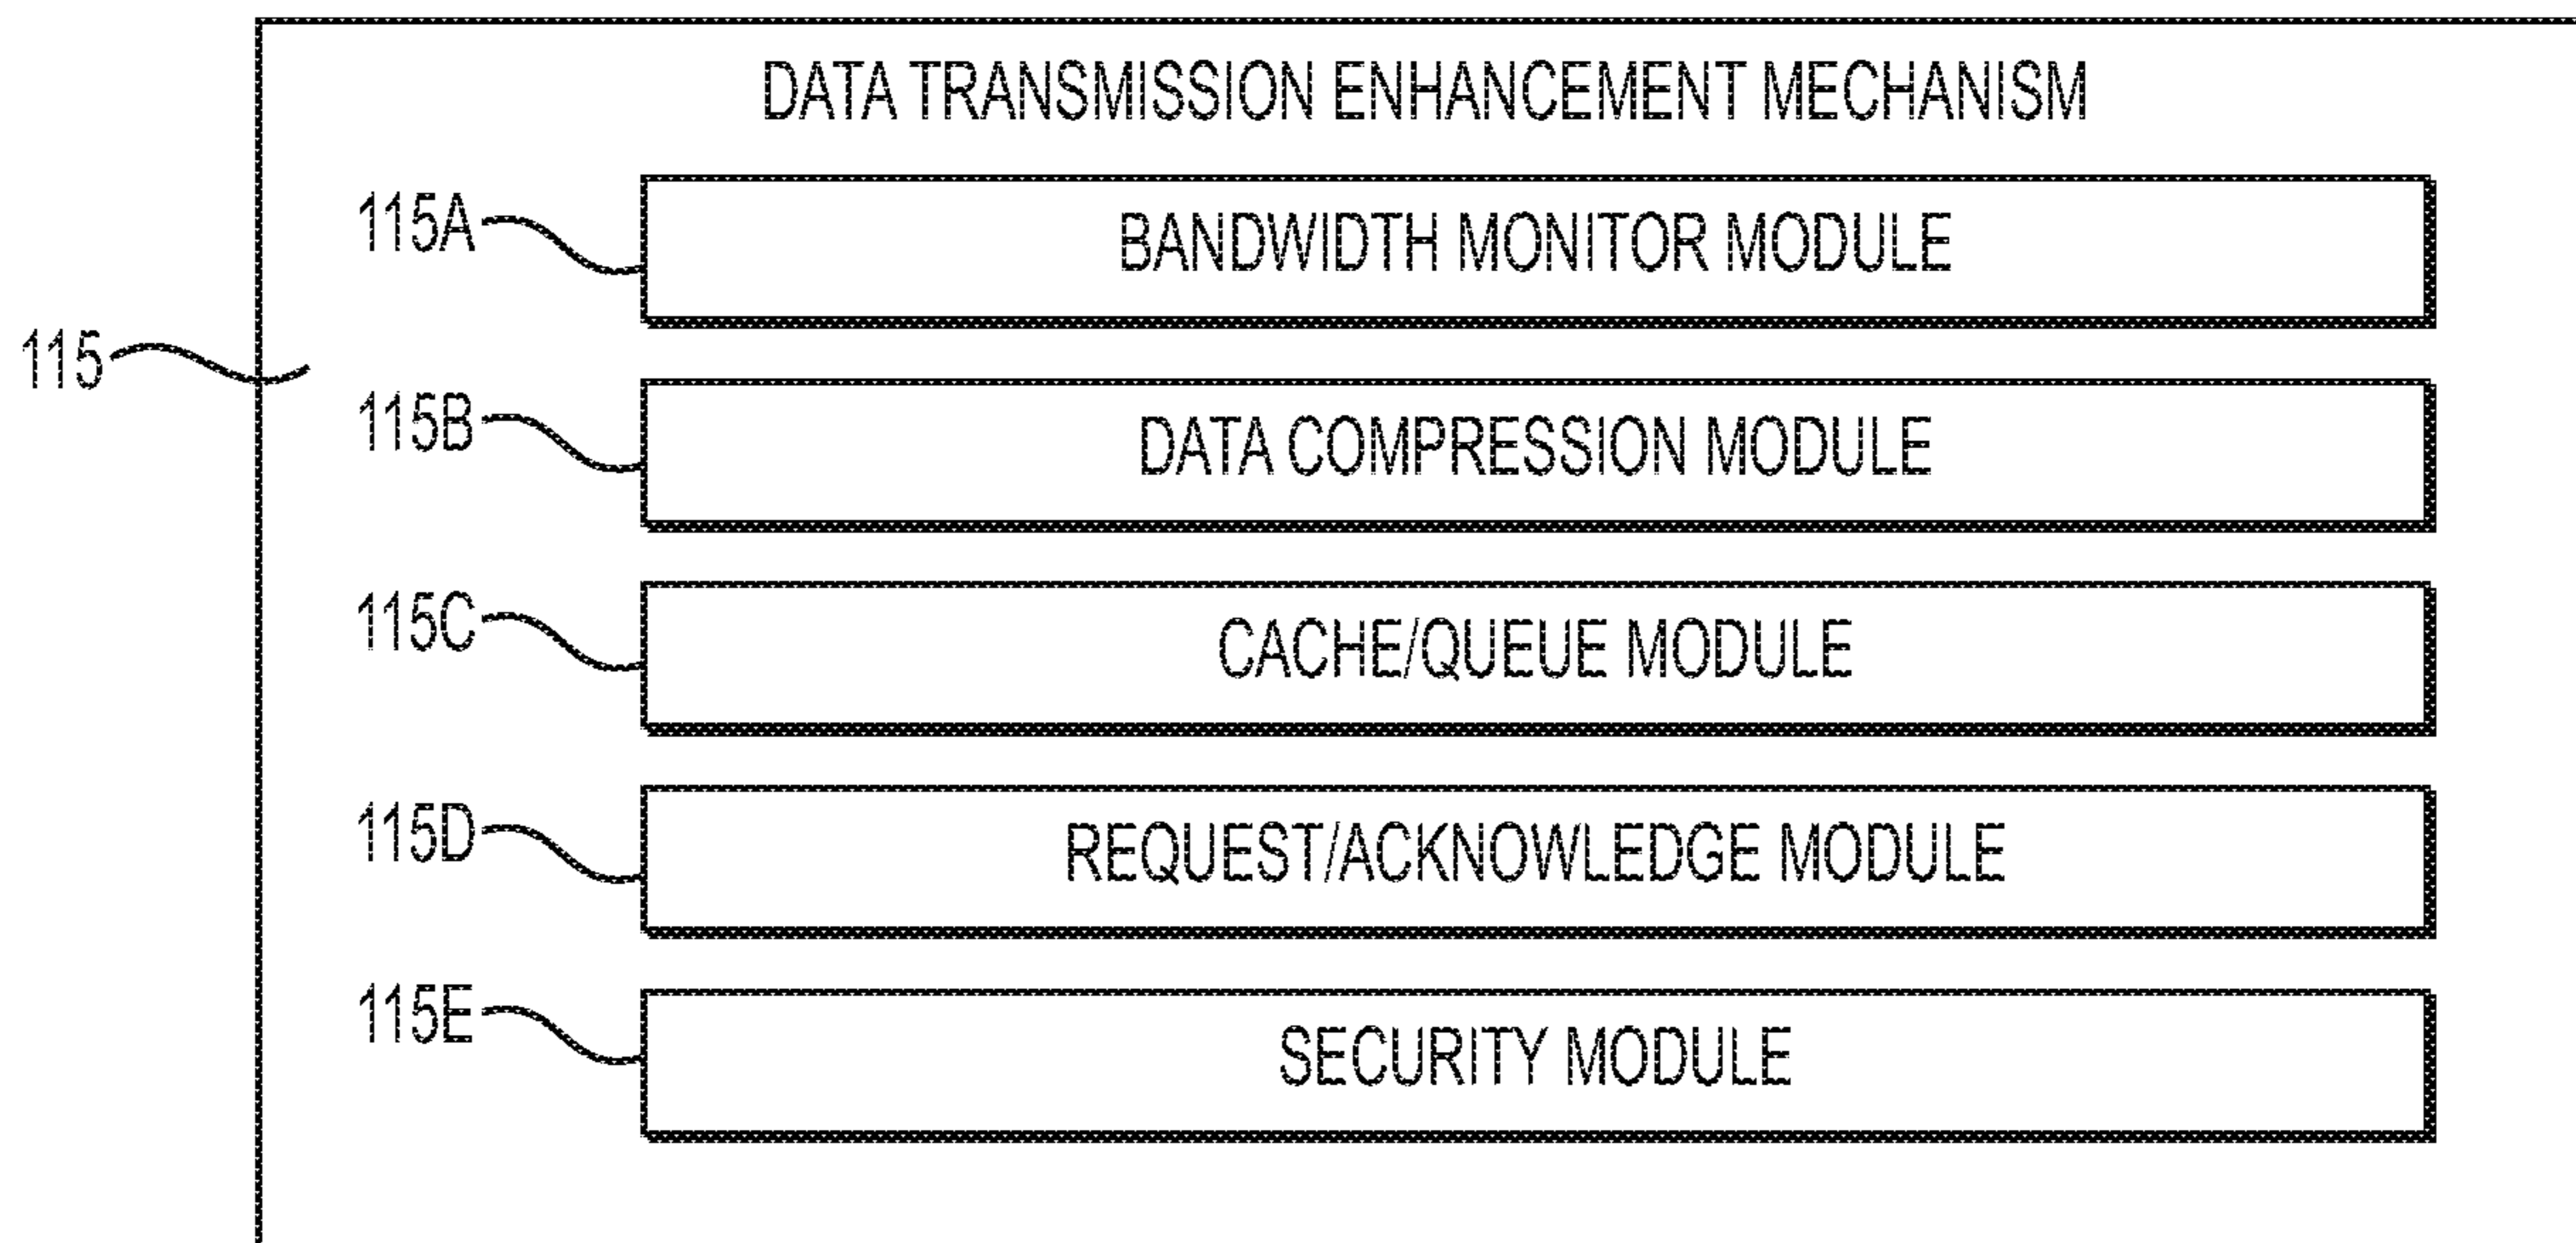 DATA TRANSMISSION ENHANCEMENT MECHANISM
115A BANDWIDTH MONITOR MODULE
115
115B DATA COMPRESSION MODULE
115C CACHE/QUEUE MODULE
115D REQUEST/ACKNOWLEDGE MODULE
115E SECURITY MODULE